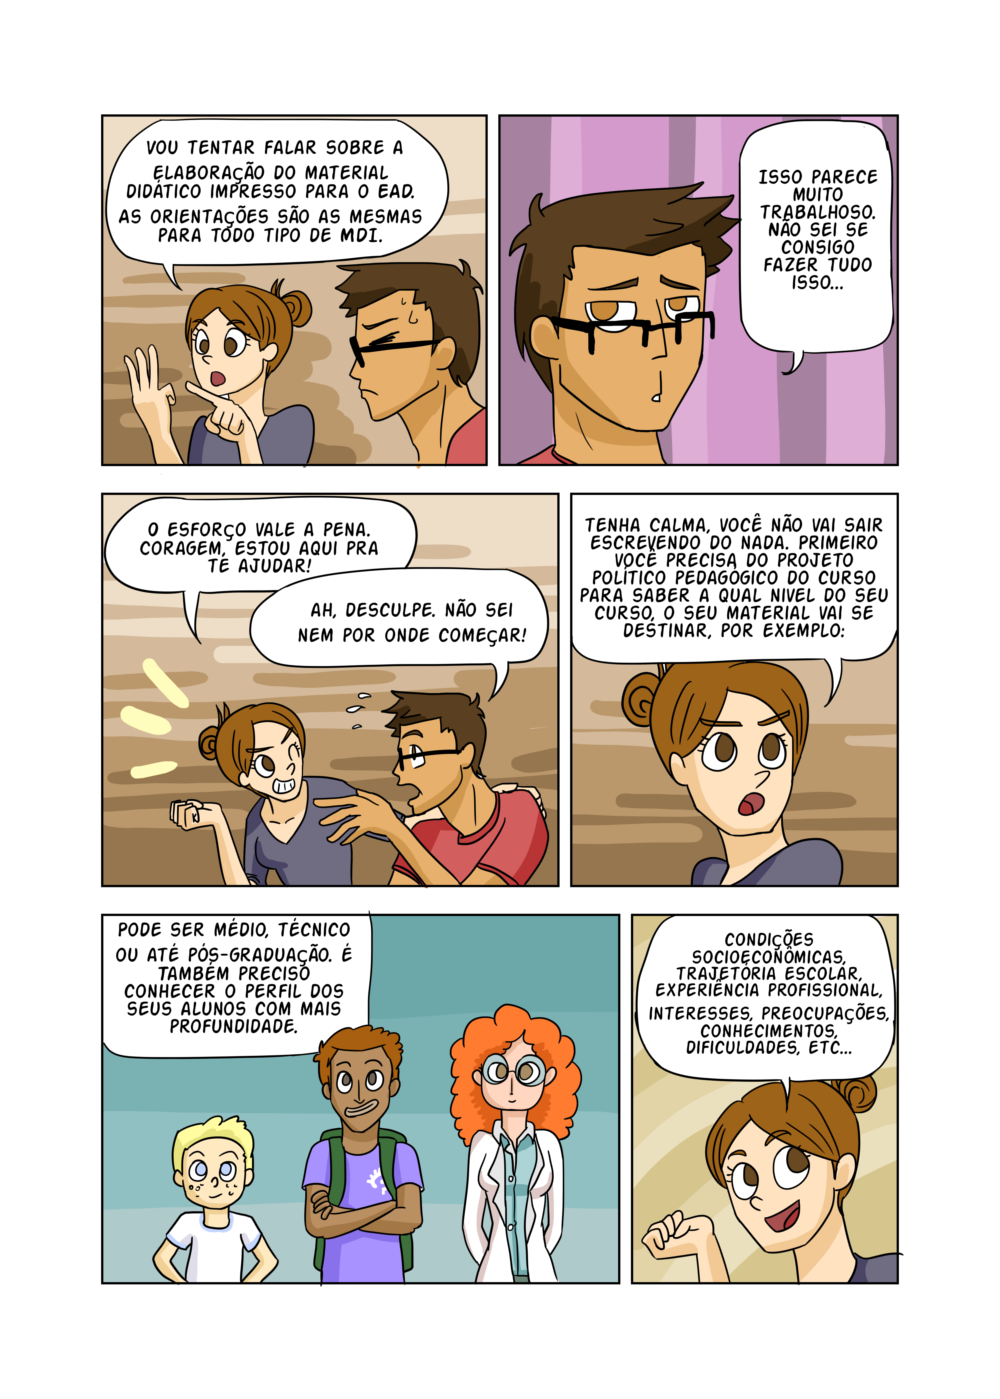 VOU TENTAR FALAR SOBRE A
ELABORAÇÃO DO MATERIAL
DIDÁTICO IMPRESSO PARA O EAD.
AS ORIENTAÇÕES SÃO AS MESMAS
PARA TODO TIPO DE MDI.
ISSO PARECE
MUITO
TRABALHOSO.
NÃO SEI SE
CONSIGO
FAZER TUDO
ISSO...
O ESFORÇO VALE A PENA.
CORAGEM, ESTOU AQUI PRA
TE AJUDAR!
AH, DESCULPE. NÃO SEI
NEM POR ONDE COMEÇAR!
TENHA CALMA, VOCÊ NÃO VAI SAIR
ESCREVENDO DO NADA. PRIMEIRO
VOCÊ PRECISA DO PROJETO
POLÍTICO PEDAGÓGICO DO CURSO
PARA SABER A QUAL NIVEL DO SEU
CURSO, O SEU MATERIAL VAI SE
DESTINAR, POR EXEMPLO:
PODE SER MÉDIO, TÉCNICO
OU ATÉ PÓS-GRADUAÇÃO. É
TAMBÉM PRECISO
CONHECER O PERFIL DOS
SEUS ALUNOS COM MAIS
PROFUNDIDADE.
CONDIÇÕES
SOCIOECONÔMICAS,
TRAJETÓRIA ESCOLAR,
EXPERIÊNCIA PROFISSIONAL,
INTERESSES, PREOCUPAÇÕES,
CONHECIMENTOS,
DIFICULDADES, ETC...